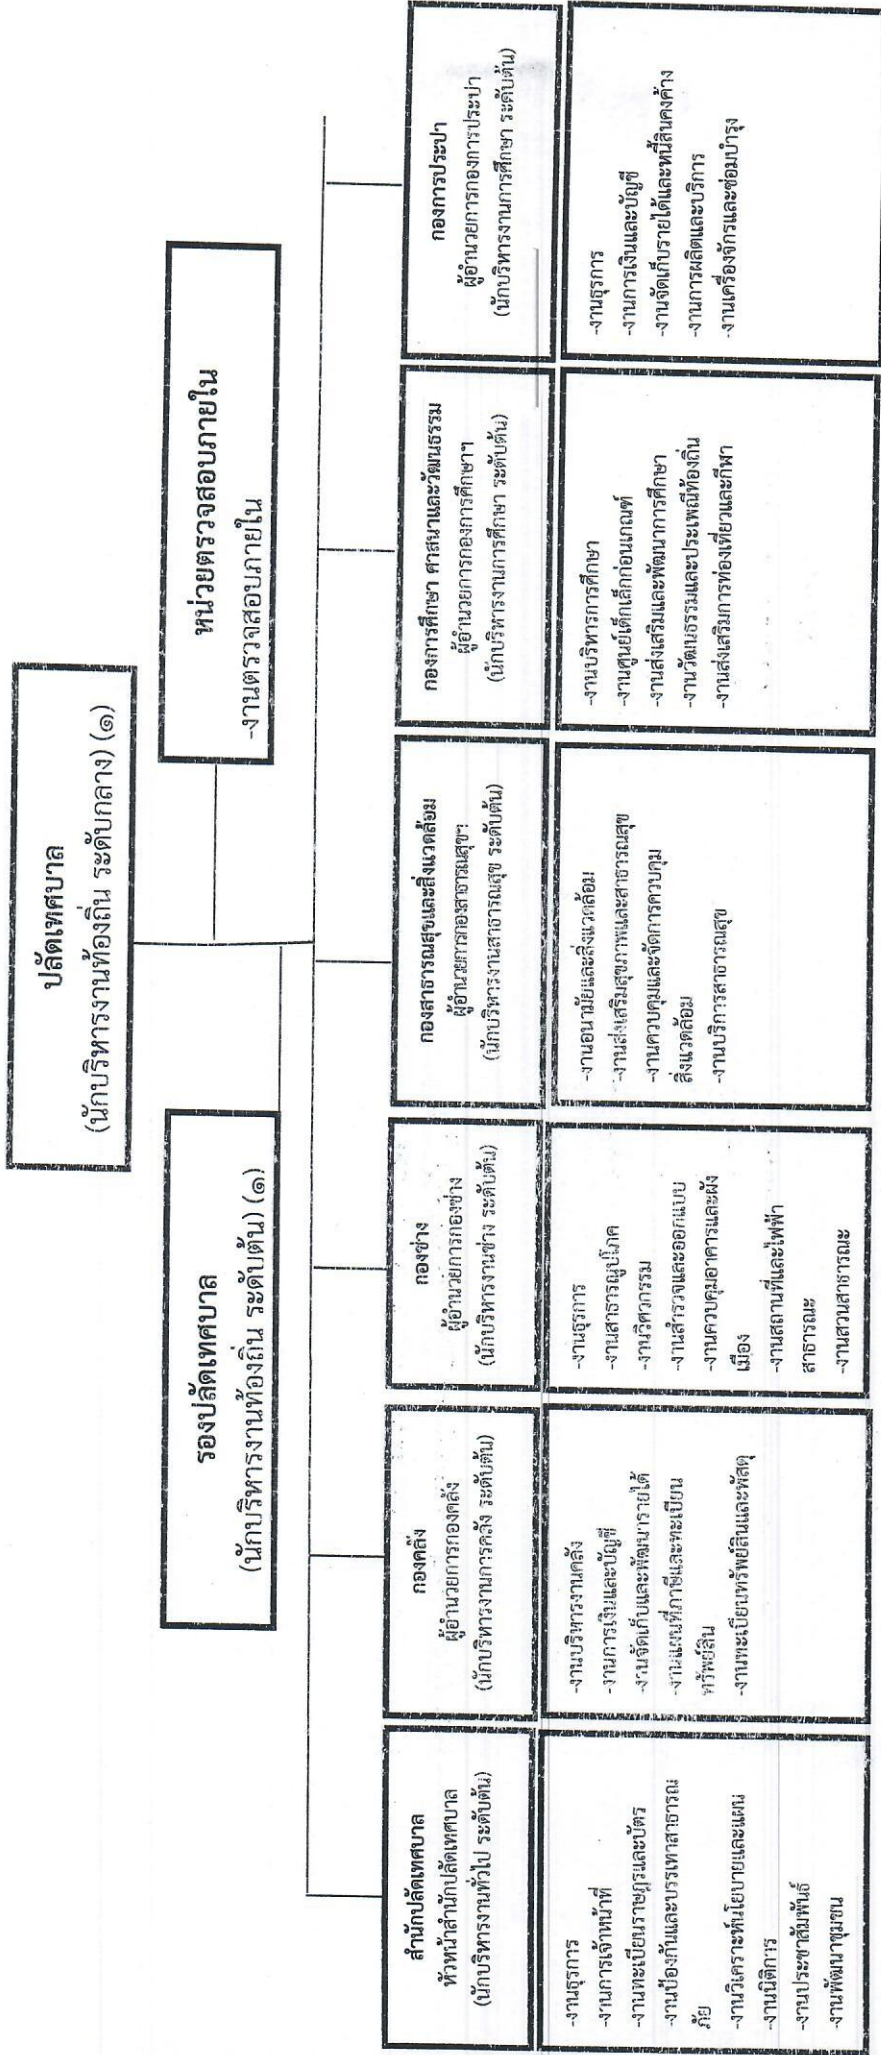 ปลัดเทศบาล
(นักบริหารงานท้องถิ่น ระดับกลาง) (๑)
รองปลัดเทศบาล
(นักบริหารงานท้องถิ่น ระดับต้น) (๑)
หน่วยตรวจสอบภายใน
-งานตรวจสอบภายใน
สำนักปลัดเทศบาล
หัวหน้าสำนักปลัดเทศบาล
(นักบริหารงานทั่วไป ระดับต้น)
-งานธุรการ
-งานการเจ้าหน้าที่
-งานทะเบียนราษฎรและบัตร
-งานป้องกันและบรรเทาสาธารณ
ภัย
-งานวิเคราะห์นโยบายและแผน
-งานนิติการ
-งานประชาสัมพันธ์
-งานพัฒนาชุมชน
กองคลัง
ผู้อำนวยการกองคลัง
(นักบริหารงานการคลัง ระดับต้น)
-งานบริหารงานคลัง
-งานการเงินและบัญชี
-งานจัดเก็บและพัฒนารายได้
-งานแผนที่ภาษีและทะเบียน
ทรัพย์สิน
-งานทะเบียนทรัพย์สินและพัสดุ
กองช่าง
ผู้อำนวยการกองช่าง
(นักบริหารงานช่าง ระดับต้น)
-งานธุรการ
-งานสาธารณูปโภค
-งานวิศวกรรม
-งานสำรวจและออกแบบ
-งานควบคุมอาคารและผัง
เมือง
-งานสถานที่และไฟฟ้า
สาธารณะ
-งานสวนสาธารณะ
กองสาธารณสุขและสิ่งแวดล้อม
ผู้อำนวยการกองสาธารณสุขฯ
(นักบริหารงานสาธารณสุข ระดับต้น)
-งานอนามัยและสิ่งแวดล้อม
-งานส่งเสริมสุขภาพและสาธารณสุข
-งานควบคุมและจัดการควบคุม
สิ่งแวดล้อม
-งานบริการสาธารณสุข
กองการศึกษา ศาสนาและวัฒนธรรม
ผู้อำนวยการกองการศึกษาฯ
(นักบริหารงานการศึกษา ระดับต้น)
-งานบริหารการศึกษา
-งานศูนย์เด็กเล็กก่อนเกณฑ์
-งานส่งเสริมและพัฒนาการศึกษา
-งานวัฒนธรรมและประเพณีท้องถิ่น
-งานส่งเสริมการท่องเที่ยวและกีฬา
กองการประปา
ผู้อำนวยการกองการประปา
(นักบริหารงานการศึกษา ระดับต้น)
-งานธุรการ
-งานการเงินและบัญชี
-งานจัดเก็บรายได้และหนี้สินคงค้าง
-งานการผลิตและบริการ
-งานเครื่องจักรและซ่อมบำรุง